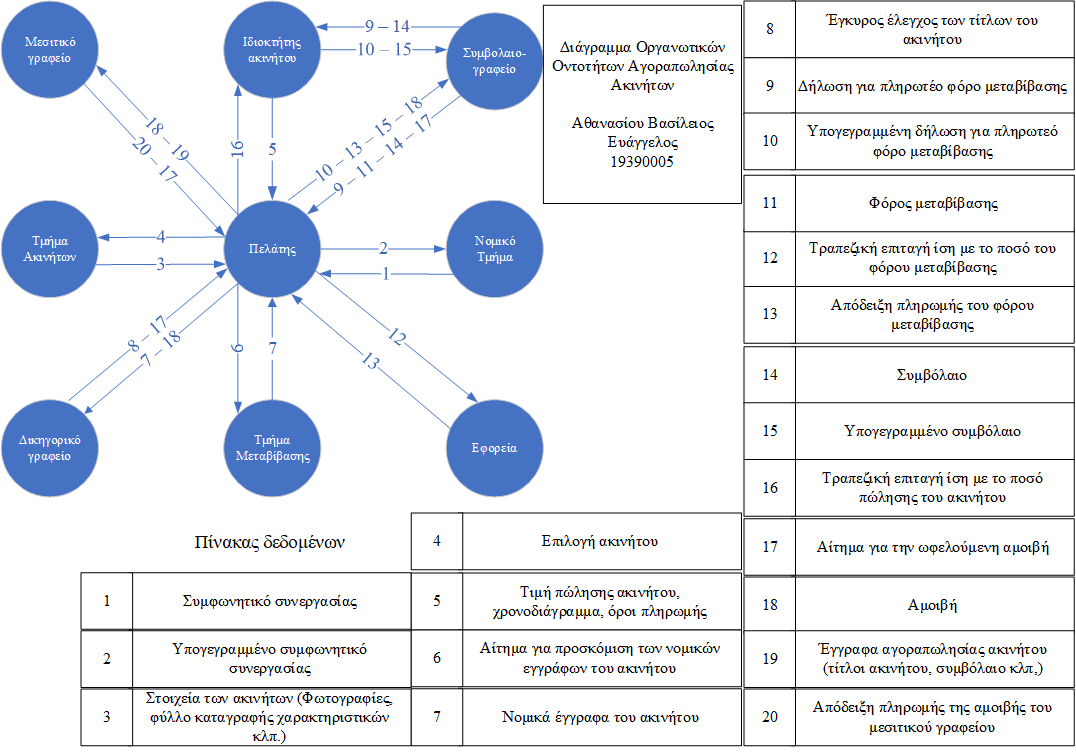 Μεσιτικό
γραφείο
Ιδιοκτήτης
ακινήτου
9 – 14
10 – 15
Συμβολαιο-
γραφείο
18 – 19
20 – 17
16
5
10 – 13 – 15 – 18
9 – 11 – 14 – 17
Τμήμα
Ακινήτων
4
3
Πελάτης
2
1
Νομικό
Τμήμα
8 – 17
7 – 18
6
7
12
13
Δικηγορικό
γραφείο
Τμήμα
Μεταβίβασης
Εφορεία
Διάγραμμα Οργανωτικών
Οντοτήτων Αγοραπωλησίας
Ακινήτων
Αθανασίου Βασίλειος
Ευάγγελος
19390005
Πίνακας δεδομένων
1 Συμφωνητικό συνεργασίας
2 Υπογεγραμμένο συμφωνητικό
συνεργασίας
3 Στοιχεία των ακινήτων (Φωτογραφίες,
φύλλο καταγραφής χαρακτηριστικών
κλπ.)
4 Επιλογή ακινήτου
5 Τιμή πώλησης ακινήτου,
χρονοδιάγραμμα, όροι πληρωμής
6 Αίτημα για προσκόμιση των νομικών
εγγράφων του ακινήτου
7 Νομικά έγγραφα του ακινήτου
8 Έγκυρος έλεγχος των τίτλων του
ακινήτου
9 Δήλωση για πληρωτέο φόρο μεταβίβασης
10 Υπογεγραμμένη δήλωση για πληρωτεό
φόρο μεταβίβασης
11 Φόρος μεταβίβασης
12 Τραπεζική επιταγή ίση με το ποσό του
φόρου μεταβίβασης
13 Απόδειξη πληρωμής του φόρου
μεταβίβασης
14 Συμβόλαιο
15 Υπογεγραμμένο συμβόλαιο
16 Τραπεζική επιταγή ίση με το ποσό
πώλησης του ακινήτου
17 Αίτημα για την ωφελούμενη αμοιβή
18 Αμοιβή
19 Έγγραφα αγοραπωλησίας ακινήτου
(τίτλοι ακινήτου, συμβόλαιο κλπ,)
20 Απόδειξη πληρωμής της αμοιβής του
μεσιτικού γραφείου